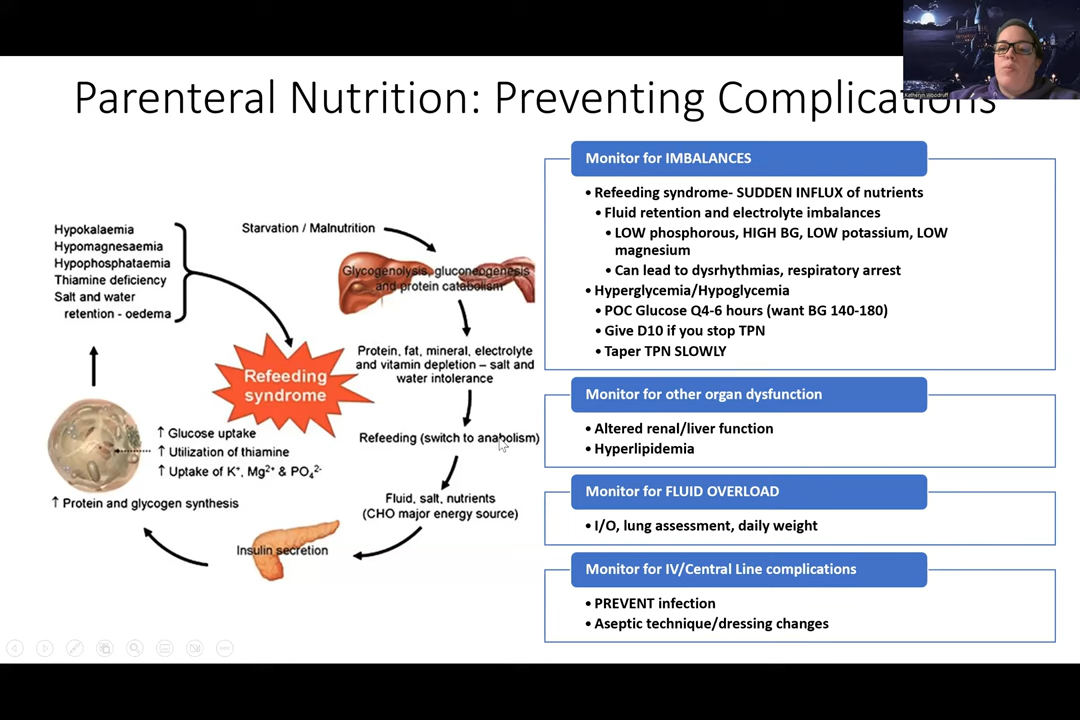 Parenteral Nutrition: Preventing Complications
Katheryn Woodruff
Hypokalaemia
Hypomagnesaemia
Hypophosphataemia
Thiamine deficiency
Salt and water
retention - oedema
Starvation / Malnutrition
Glycogenolysis, gluconeogenesis
and protein catabolism
Protein, fat, mineral, electrolyte
and vitamin depletion – salt and
water intolerance
Refeeding
syndrome
Refeeding (switch to anabolism)
↑ Glucose uptake
↑ Utilization of thiamine
↑ Uptake of K⁺, Mg²⁺ & PO₄²⁻
↑ Protein and glycogen synthesis
Fluid, salt, nutrients
(CHO major energy source)
Insulin secretion
Monitor for IMBALANCES
• Refeeding syndrome- SUDDEN INFLUX of nutrients
• Fluid retention and electrolyte imbalances
• LOW phosphorous, HIGH BG, LOW potassium, LOW
magnesium
• Can lead to dysrhythmias, respiratory arrest
• Hyperglycemia/Hypoglycemia
• POC Glucose Q4-6 hours (want BG 140-180)
• Give D10 if you stop TPN
• Taper TPN SLOWLY
Monitor for other organ dysfunction
• Altered renal/liver function
• Hyperlipidemia
Monitor for FLUID OVERLOAD
• I/O, lung assessment, daily weight
Monitor for IV/Central Line complications
• PREVENT infection
• Aseptic technique/dressing changes